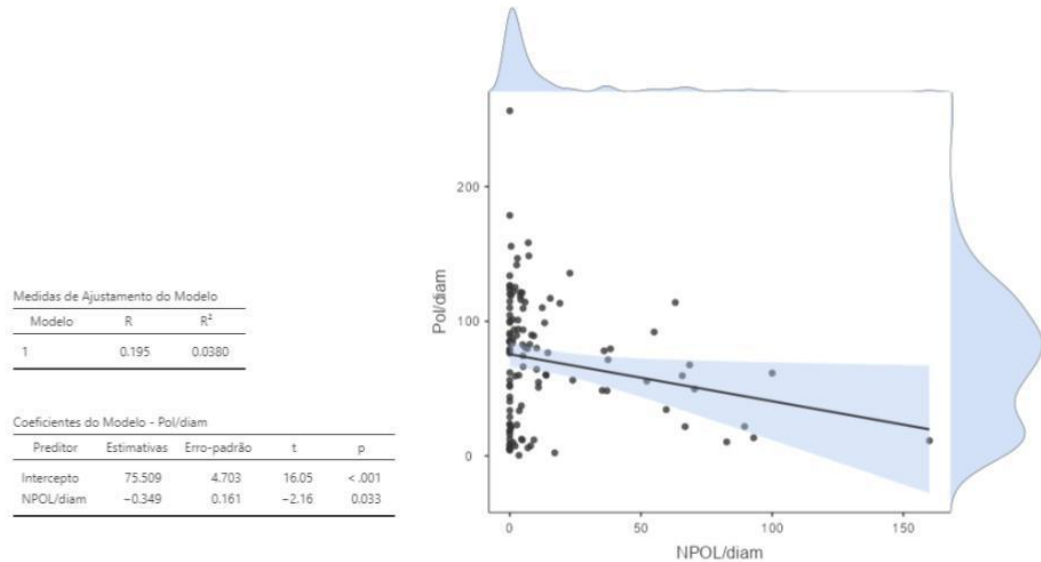 Medidas de Ajustamento do Modelo
Modelo R R²
1 0.195 0.0380
Coeficientes do Modelo - Pol/diam
Preditor Estimativas Erro-padrão t p
Intercepto 75.509 4.703 16.05 < .001
NPOL/diam −0.349 0.161 −2.16 0.033
Pol/diam
200
100
0
0 50 100 150
NPOL/diam